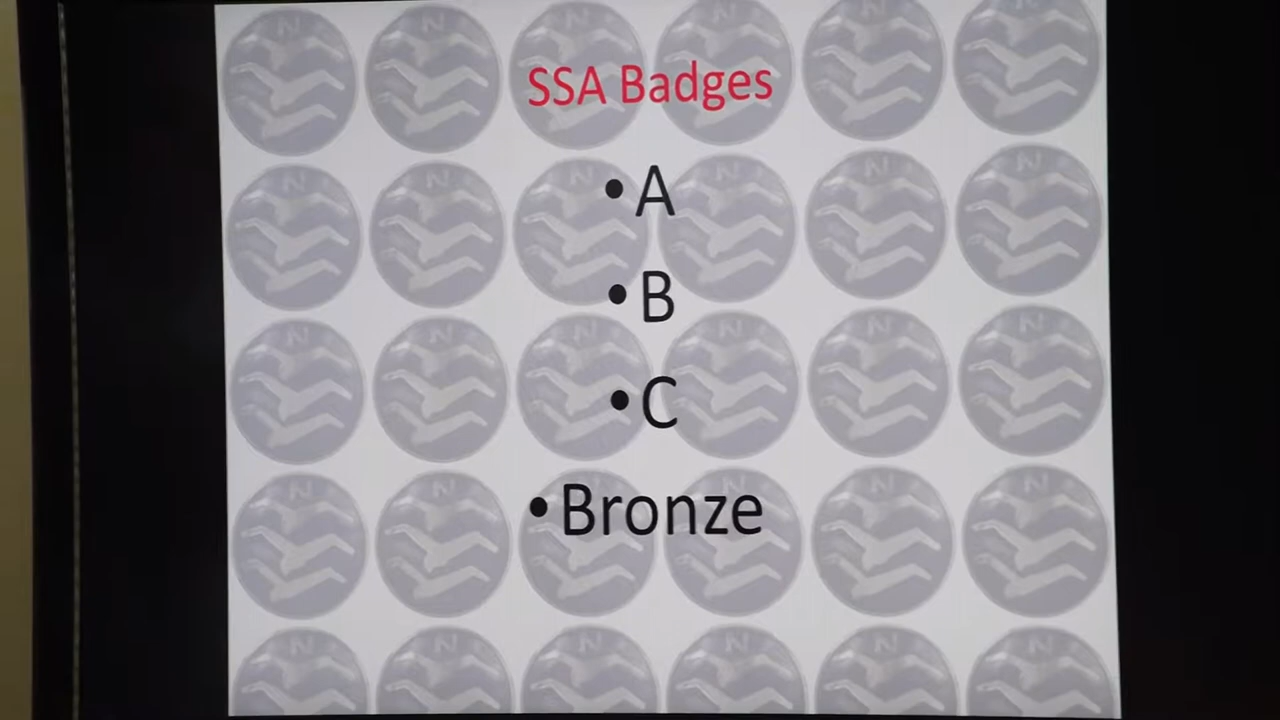 SSA Badges
• A
• B
• C
• Bronze